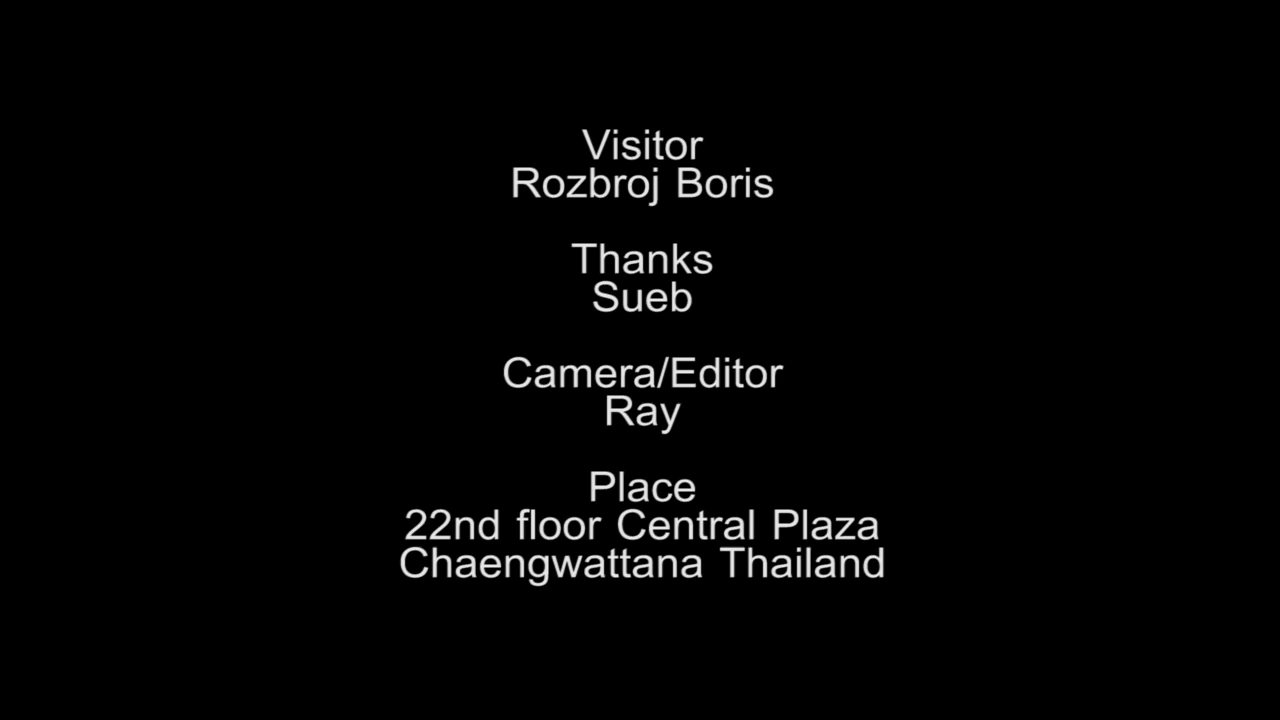 Visitor
Rozbroj Boris
Thanks
Sueb
Camera/Editor
Ray
Place
22nd floor Central Plaza
Chaengwattana Thailand